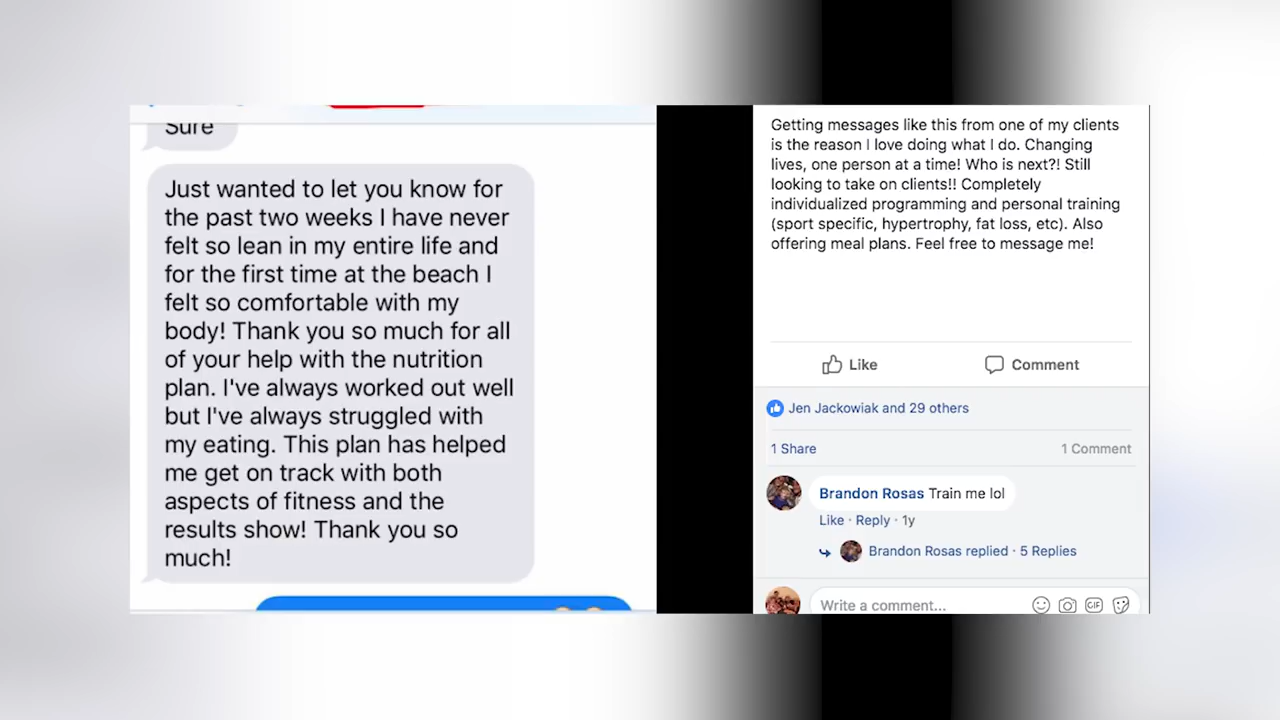 Sure
Just wanted to let you know for
the past two weeks I have never
felt so lean in my entire life and
for the first time at the beach I
felt so comfortable with my
body! Thank you so much for all
of your help with the nutrition
plan. I've always worked out well
but I've always struggled with
my eating. This plan has helped
me get on track with both
aspects of fitness and the
results show! Thank you so
much!
Getting messages like this from one of my clients
is the reason I love doing what I do. Changing
lives, one person at a time! Who is next?! Still
looking to take on clients!! Completely
individualized programming and personal training
(sport specific, hypertrophy, fat loss, etc). Also
offering meal plans. Feel free to message me!
Like Comment
Jen Jackowiak and 29 others
1 Share 1 Comment
Brandon Rosas Train me lol
Like · Reply · 1y
Brandon Rosas replied · 5 Replies
Write a comment... GIF